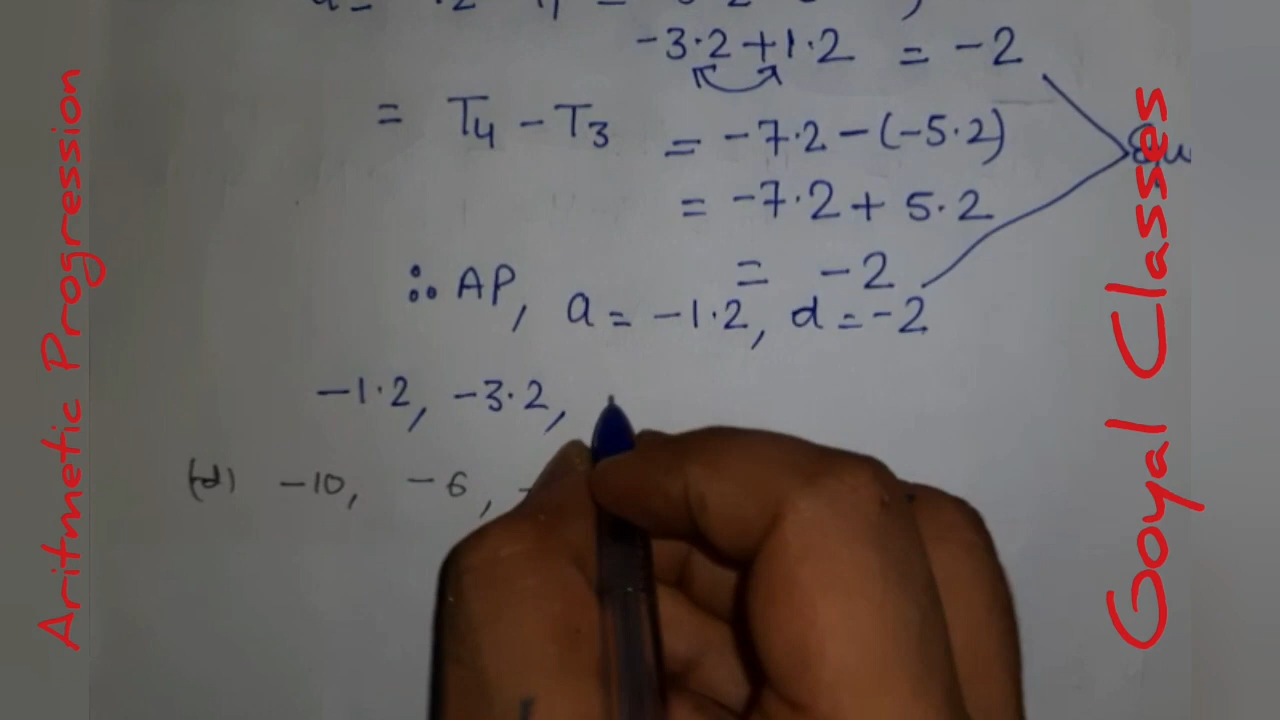 Aritmetic Progression
-3.2 + 1.2 = -2
= T4 - T3 = -7.2 - (-5.2)
= -7.2 + 5.2
= -2
∴ AP, a = -1.2, d = -2
-1.2, -3.2,
(d) -10, -6,
Goyal Classes